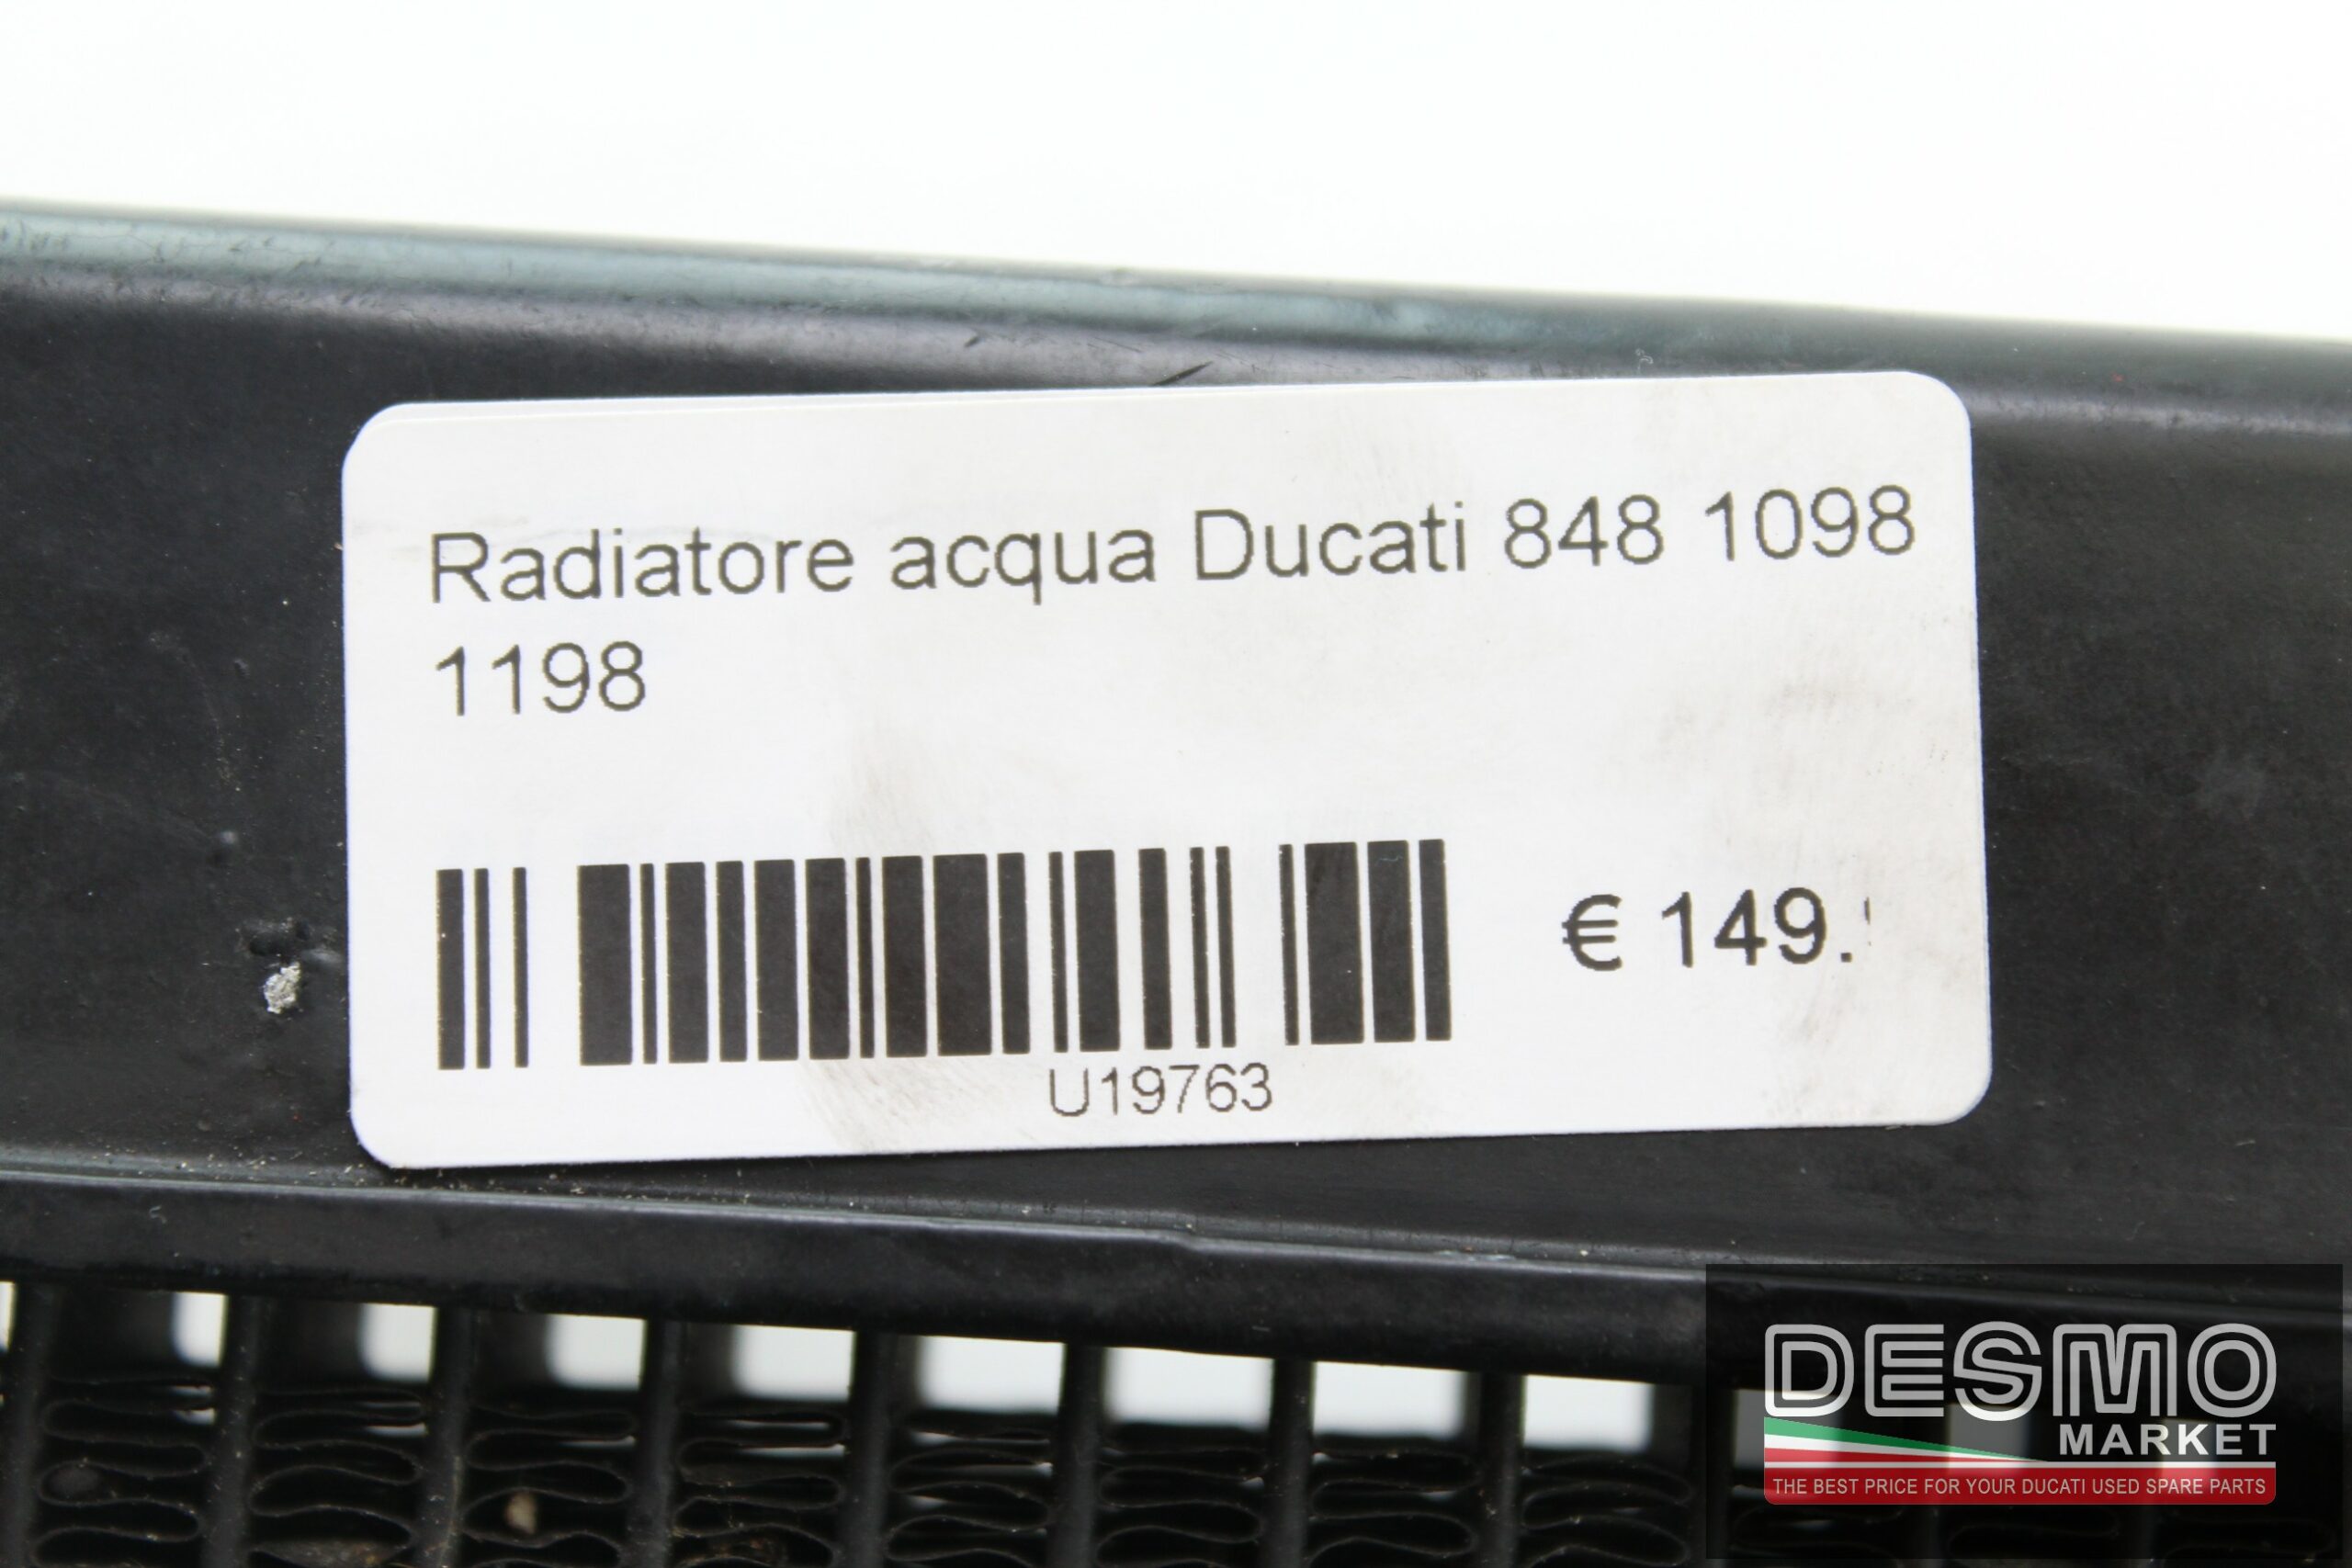 Radiatore acqua Ducati 848 1098
1198
€ 149.
U19763
DESMO
MARKET
THE BEST PRICE FOR YOUR DUCATI USED SPARE PARTS